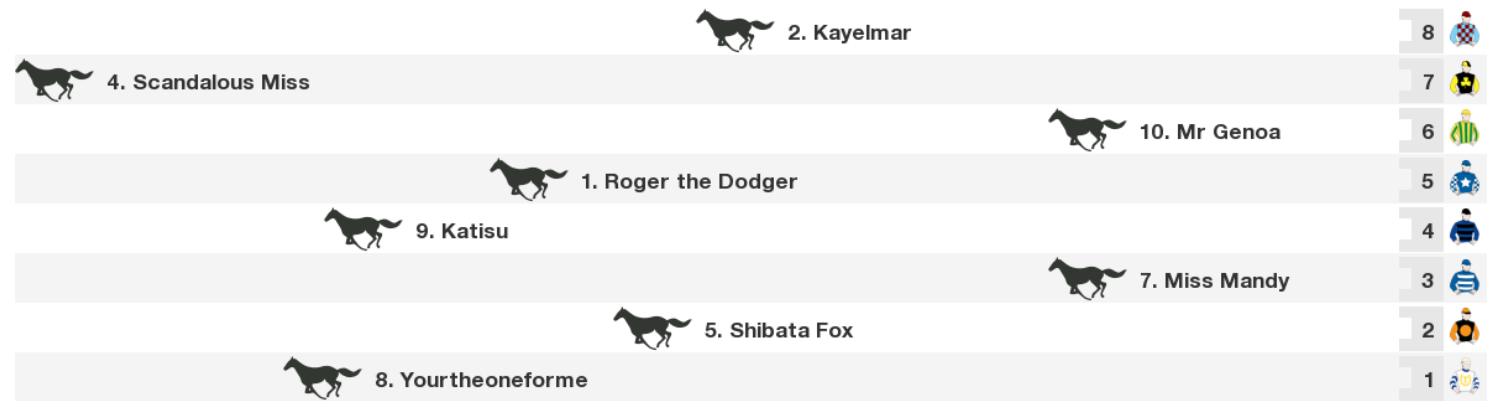 2. Kayelmar 8
4. Scandalous Miss 7
10. Mr Genoa 6
1. Roger the Dodger 5
9. Katisu 4
7. Miss Mandy 3
5. Shibata Fox 2
8. Yourtheoneforme 1